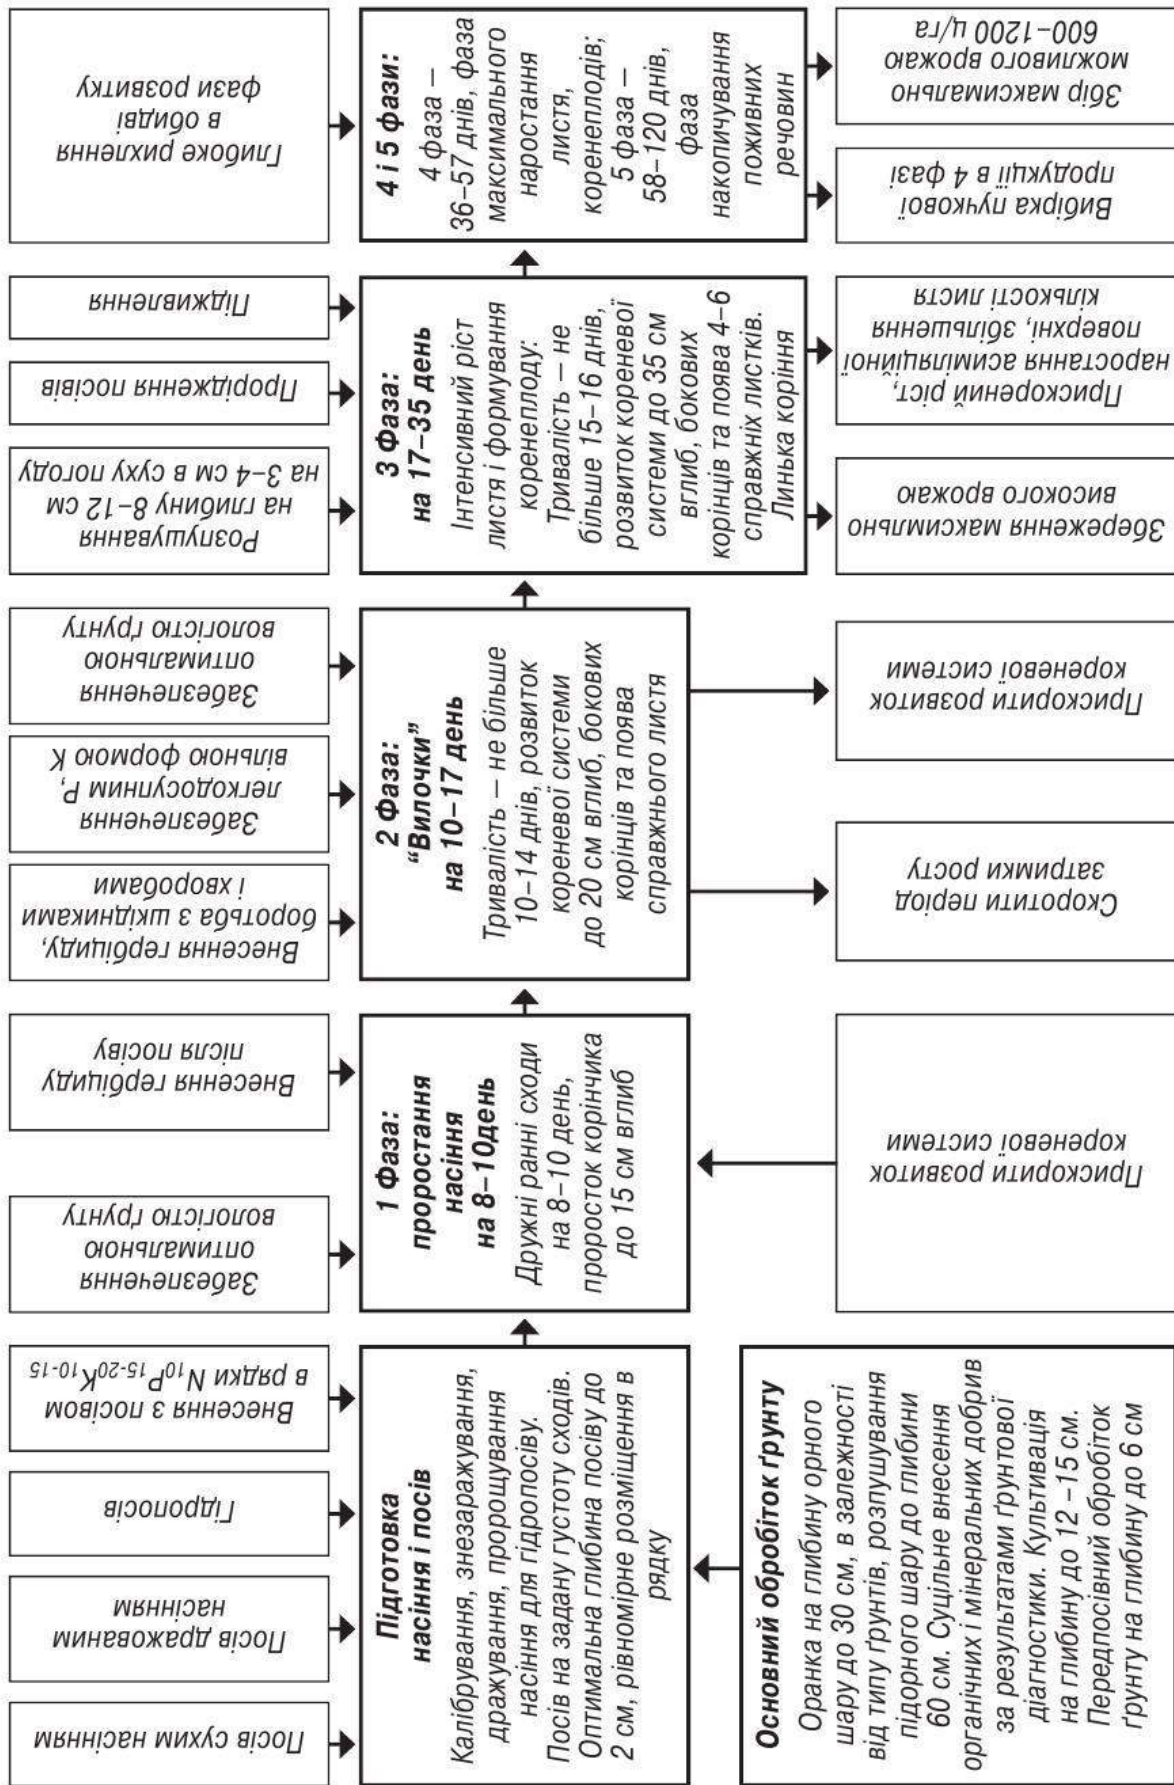 Посів сухим насінням
Посів дражованим
насінням
Гідропосів
Внесення з посівом
в рядки N10P15-20K10-15
Забезпечення
оптимальною
вологістю ґрунту
Внесення гербіциду
після посіву
Внесення гербіциду,
боротьба з шкідниками
і хворобами
Забезпечення
легкодосупним P,
вільною формою K
Забезпечення
оптимальною
вологістю ґрунту
Розпушування
на глибину 8–12 см
на 3–4 см в суху погоду
Прорідження посівів
Підживлення
Глибоке рихлення
в обидві
фази розвитку
Підготовка
насіння і посів
Калібрування, знезаражування,
дражування, пророщування
насіння для гідропосіву.
Посів на задану густоту сходів.
Оптимальна глибина посіву до
2 см, рівномірне розміщення в
рядку
1 Фаза:
проростання
насіння
на 8–10день
Дружні ранні сходи
на 8–10 день,
проросток корінчика
до 15 см вглиб
2 Фаза:
“Вилочки”
на 10–17 день
Тривалість – не більше
10–14 днів, розвиток
кореневої системи
до 20 см вглиб, бокових
корінців та поява
справжнього листя
3 Фаза:
на 17–35 день
Інтенсивний ріст
листя і формування
коренеплоду:
Тривалість – не
більше 15–16 днів,
розвиток кореневої
системи до 35 см
вглиб, бокових
корінців та поява 4–6
справжніх листків.
Линька коріння
4 і 5 фази:
4 фаза –
36–57 днів, фаза
максимального
наростання
листя,
коренеплодів;
5 фаза –
58–120 днів,
фаза
накопичування
поживних
речовин
Основний обробіток ґрунту
Оранка на глибину орного
шару до 30 см, в залежності
від типу ґрунтів, розпушування
підорного шару до глибини
60 см. Суцільне внесення
органічних і мінеральних добрив
за результатами ґрунтової
діагностики. Культивація
на глибину до 12 –15 см.
Передпосівний обробіток
ґрунту на глибину до 6 см
Прискорити розвиток
кореневої системи
Скоротити період
затримки росту
Прискорити розвиток
кореневої системи
Збереження максимально
високого врожаю
Прискорений ріст,
наростання асиміляційної
поверхні, збільшення
кількості листя
Вибірка пучкової
продукції в 4 фазі
Збір максимально
можливого врожаю
600–1200 ц/га